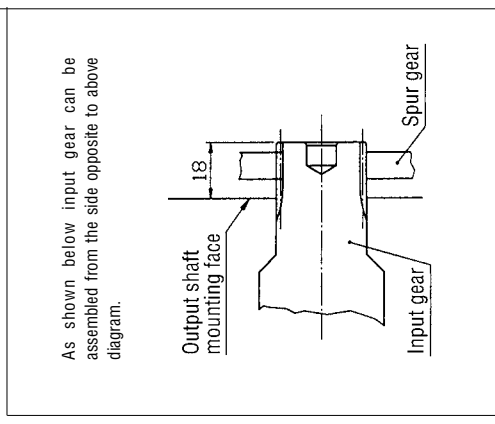 As shown below input gear can be
assembled from the side opposite to above
diagram.
Output shaft
mounting face
18
Spur gear
Input gear